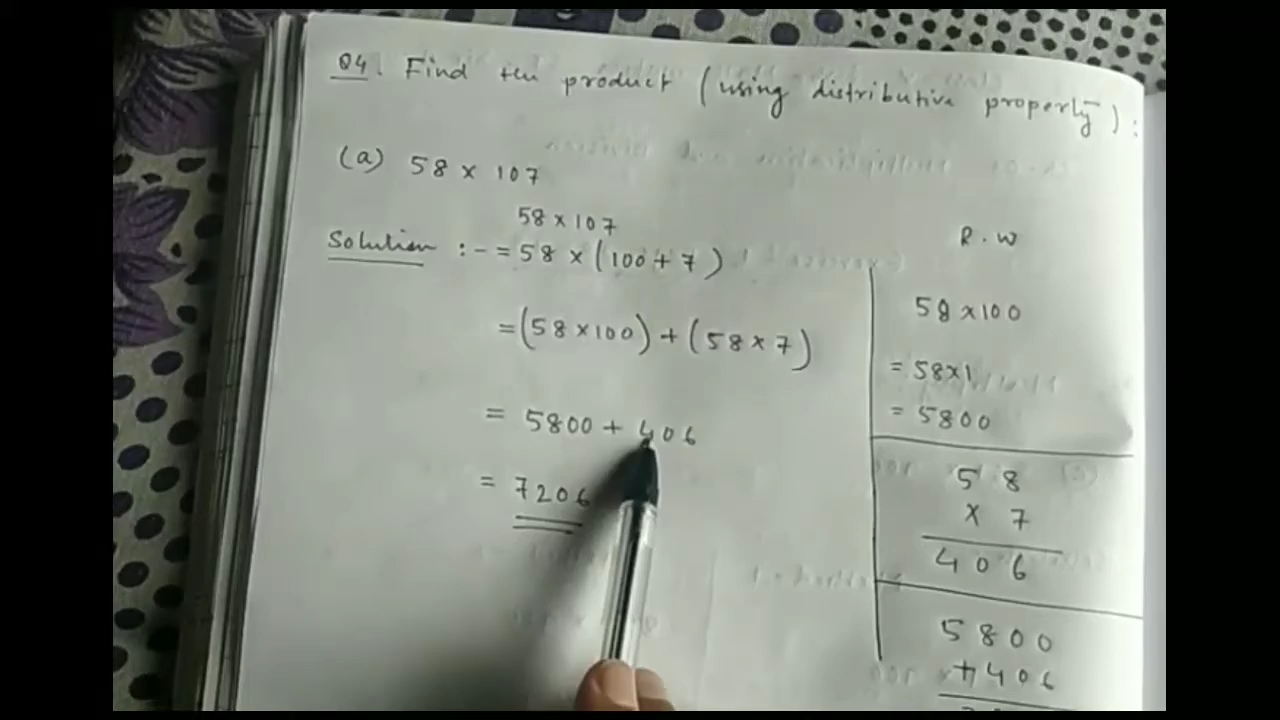 Q4. Find the product (using distributive property):
(a) 58 × 107
58 × 107
Solution :- = 58 × (100 + 7)
= (58 × 100) + (58 × 7)
= 5800 + 406
= 7206
R.W
58 × 100
= 58×1
= 5800
58
× 7
406
5800
+ 406